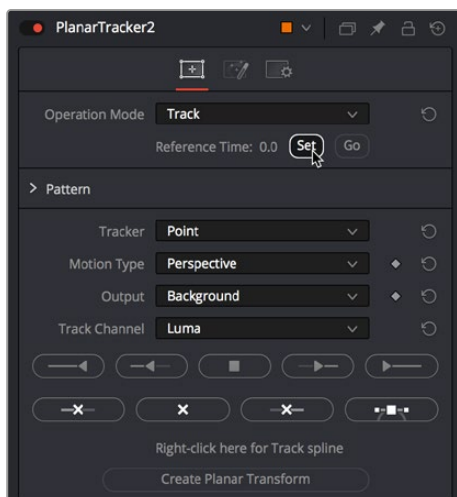 PlanarTracker2
Operation Mode Track
Reference Time: 0.0 Set Go
Pattern
Tracker Point
Motion Type Perspective
Output Background
Track Channel Luma
Right-click here for Track spline
Create Planar Transform